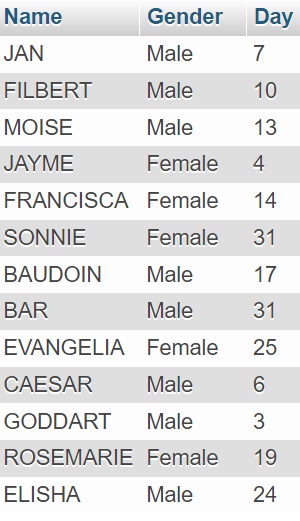 Name Gender Day
JAN Male 7
FILBERT Male 10
MOISE Male 13
JAYME Female 4
FRANCISCA Female 14
SONNIE Female 31
BAUDOIN Male 17
BAR Male 31
EVANGELIA Female 25
CAESAR Male 6
GODDART Male 3
ROSEMARIE Female 19
ELISHA Male 24